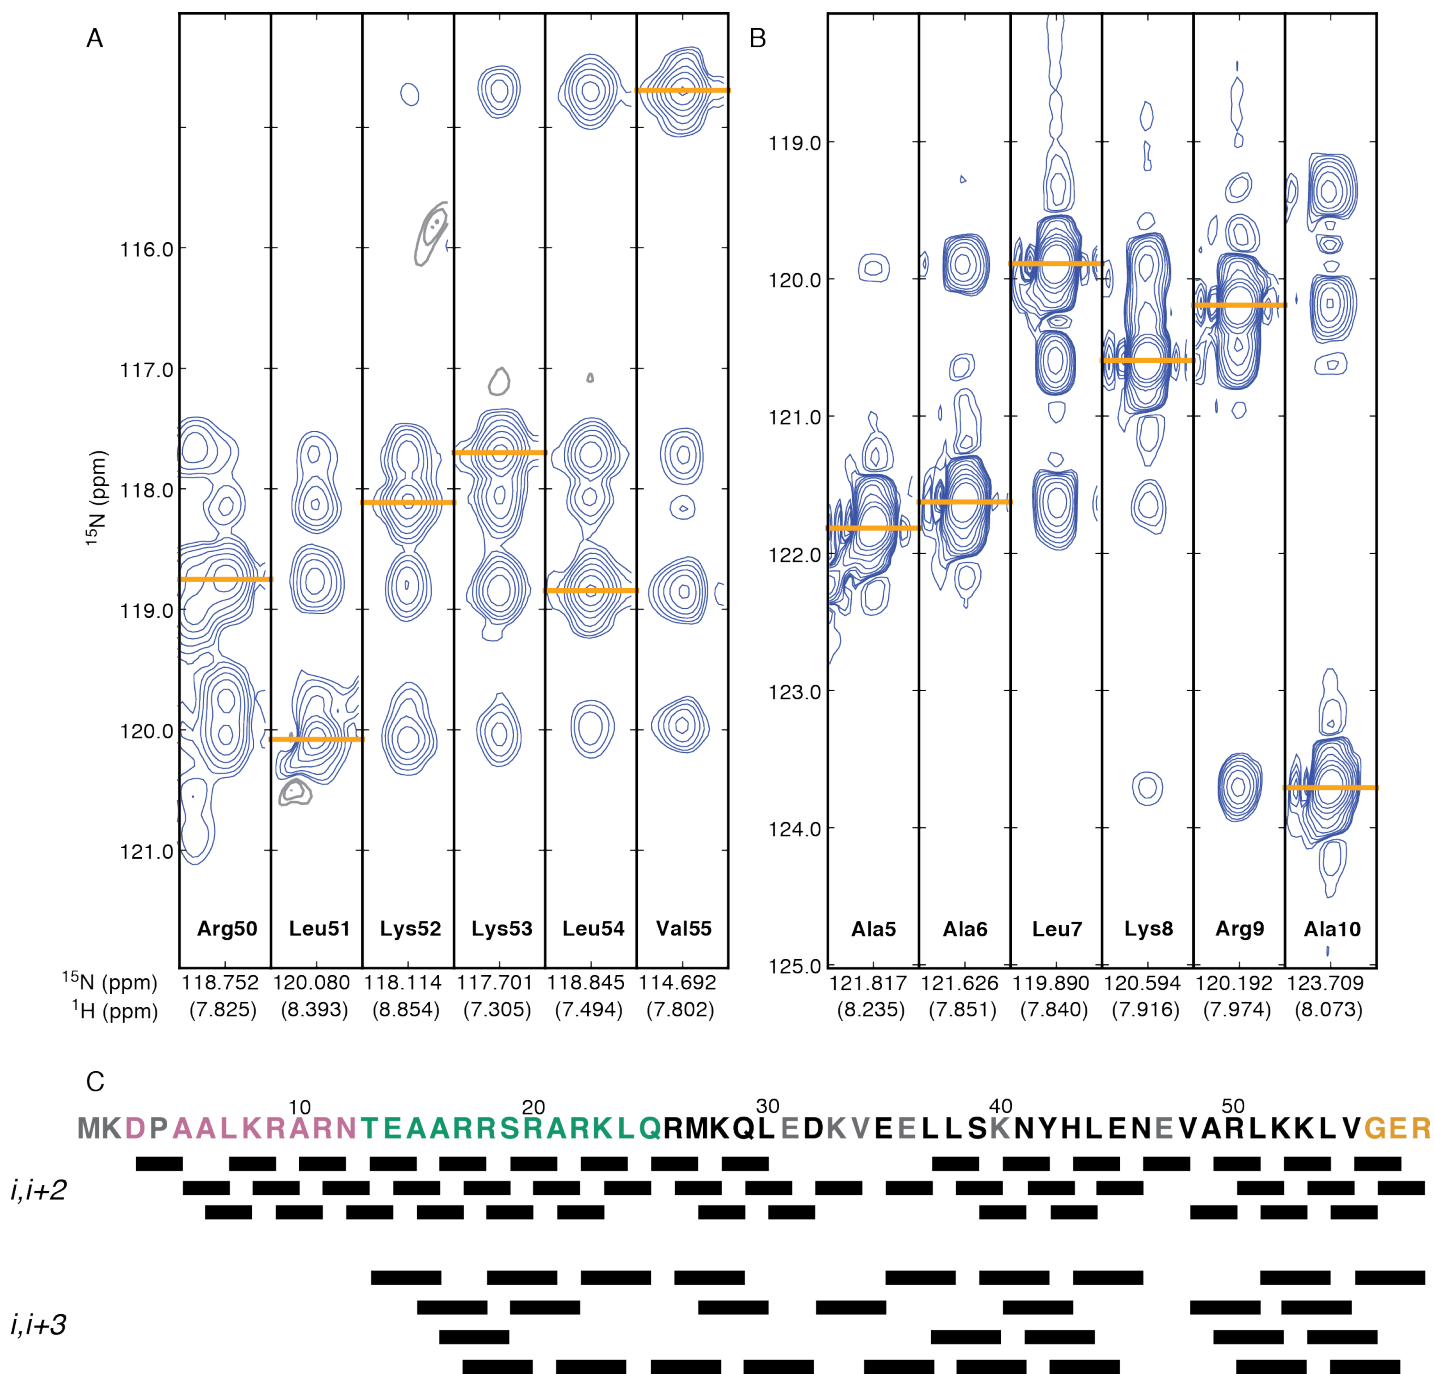 A
B
119.0
116.0
120.0
117.0
121.0
118.0
122.0
119.0
123.0
120.0
124.0
121.0
125.0
15N (ppm)
Arg50 Leu51 Lys52 Lys53 Leu54 Val55 Ala5 Ala6 Leu7 Lys8 Arg9 Ala10
15N (ppm) 118.752 120.080 118.114 117.701 118.845 114.692 121.817 121.626 119.890 120.594 120.192 123.709
1H (ppm) (7.825) (8.393) (8.854) (7.305) (7.494) (7.802) (8.235) (7.851) (7.840) (7.916) (7.974) (8.073)
C
10 20 30 40 50
MKDPAALKRARNTEAARRSRARKLQRMKQLEDKVEELLSKNYHLENEVARLKKLVGER
i,i+2
i,i+3